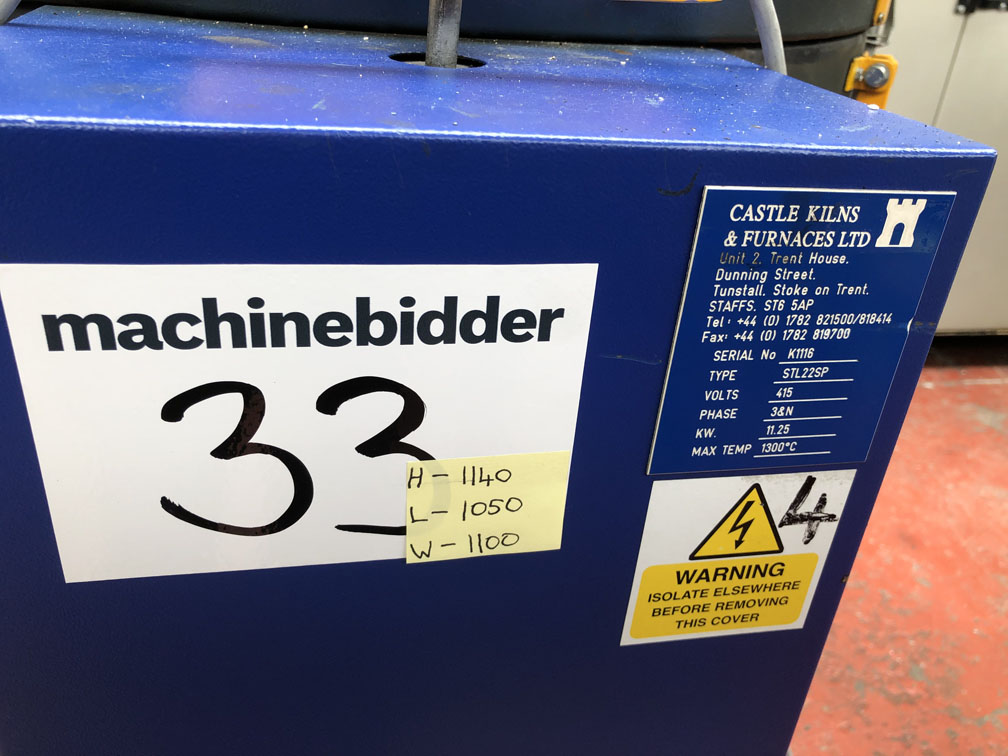 machinebidder
33
H - 1140
L - 1050
W - 1100
CASTLE KILNS
& FURNACES LTD
Unit 2, Trent House,
Dunning Street,
Tunstall, Stoke on Trent,
STAFFS. ST6 5AP
Tel: +44 (0) 1782 821500/818414
Fax: +44 (0) 1782 819700
SERIAL No K1116
TYPE STL22SP
VOLTS 415
PHASE 3&N
KW. 11.25
MAX TEMP 1300°C
4
WARNING
ISOLATE ELSEWHERE
BEFORE REMOVING
THIS COVER